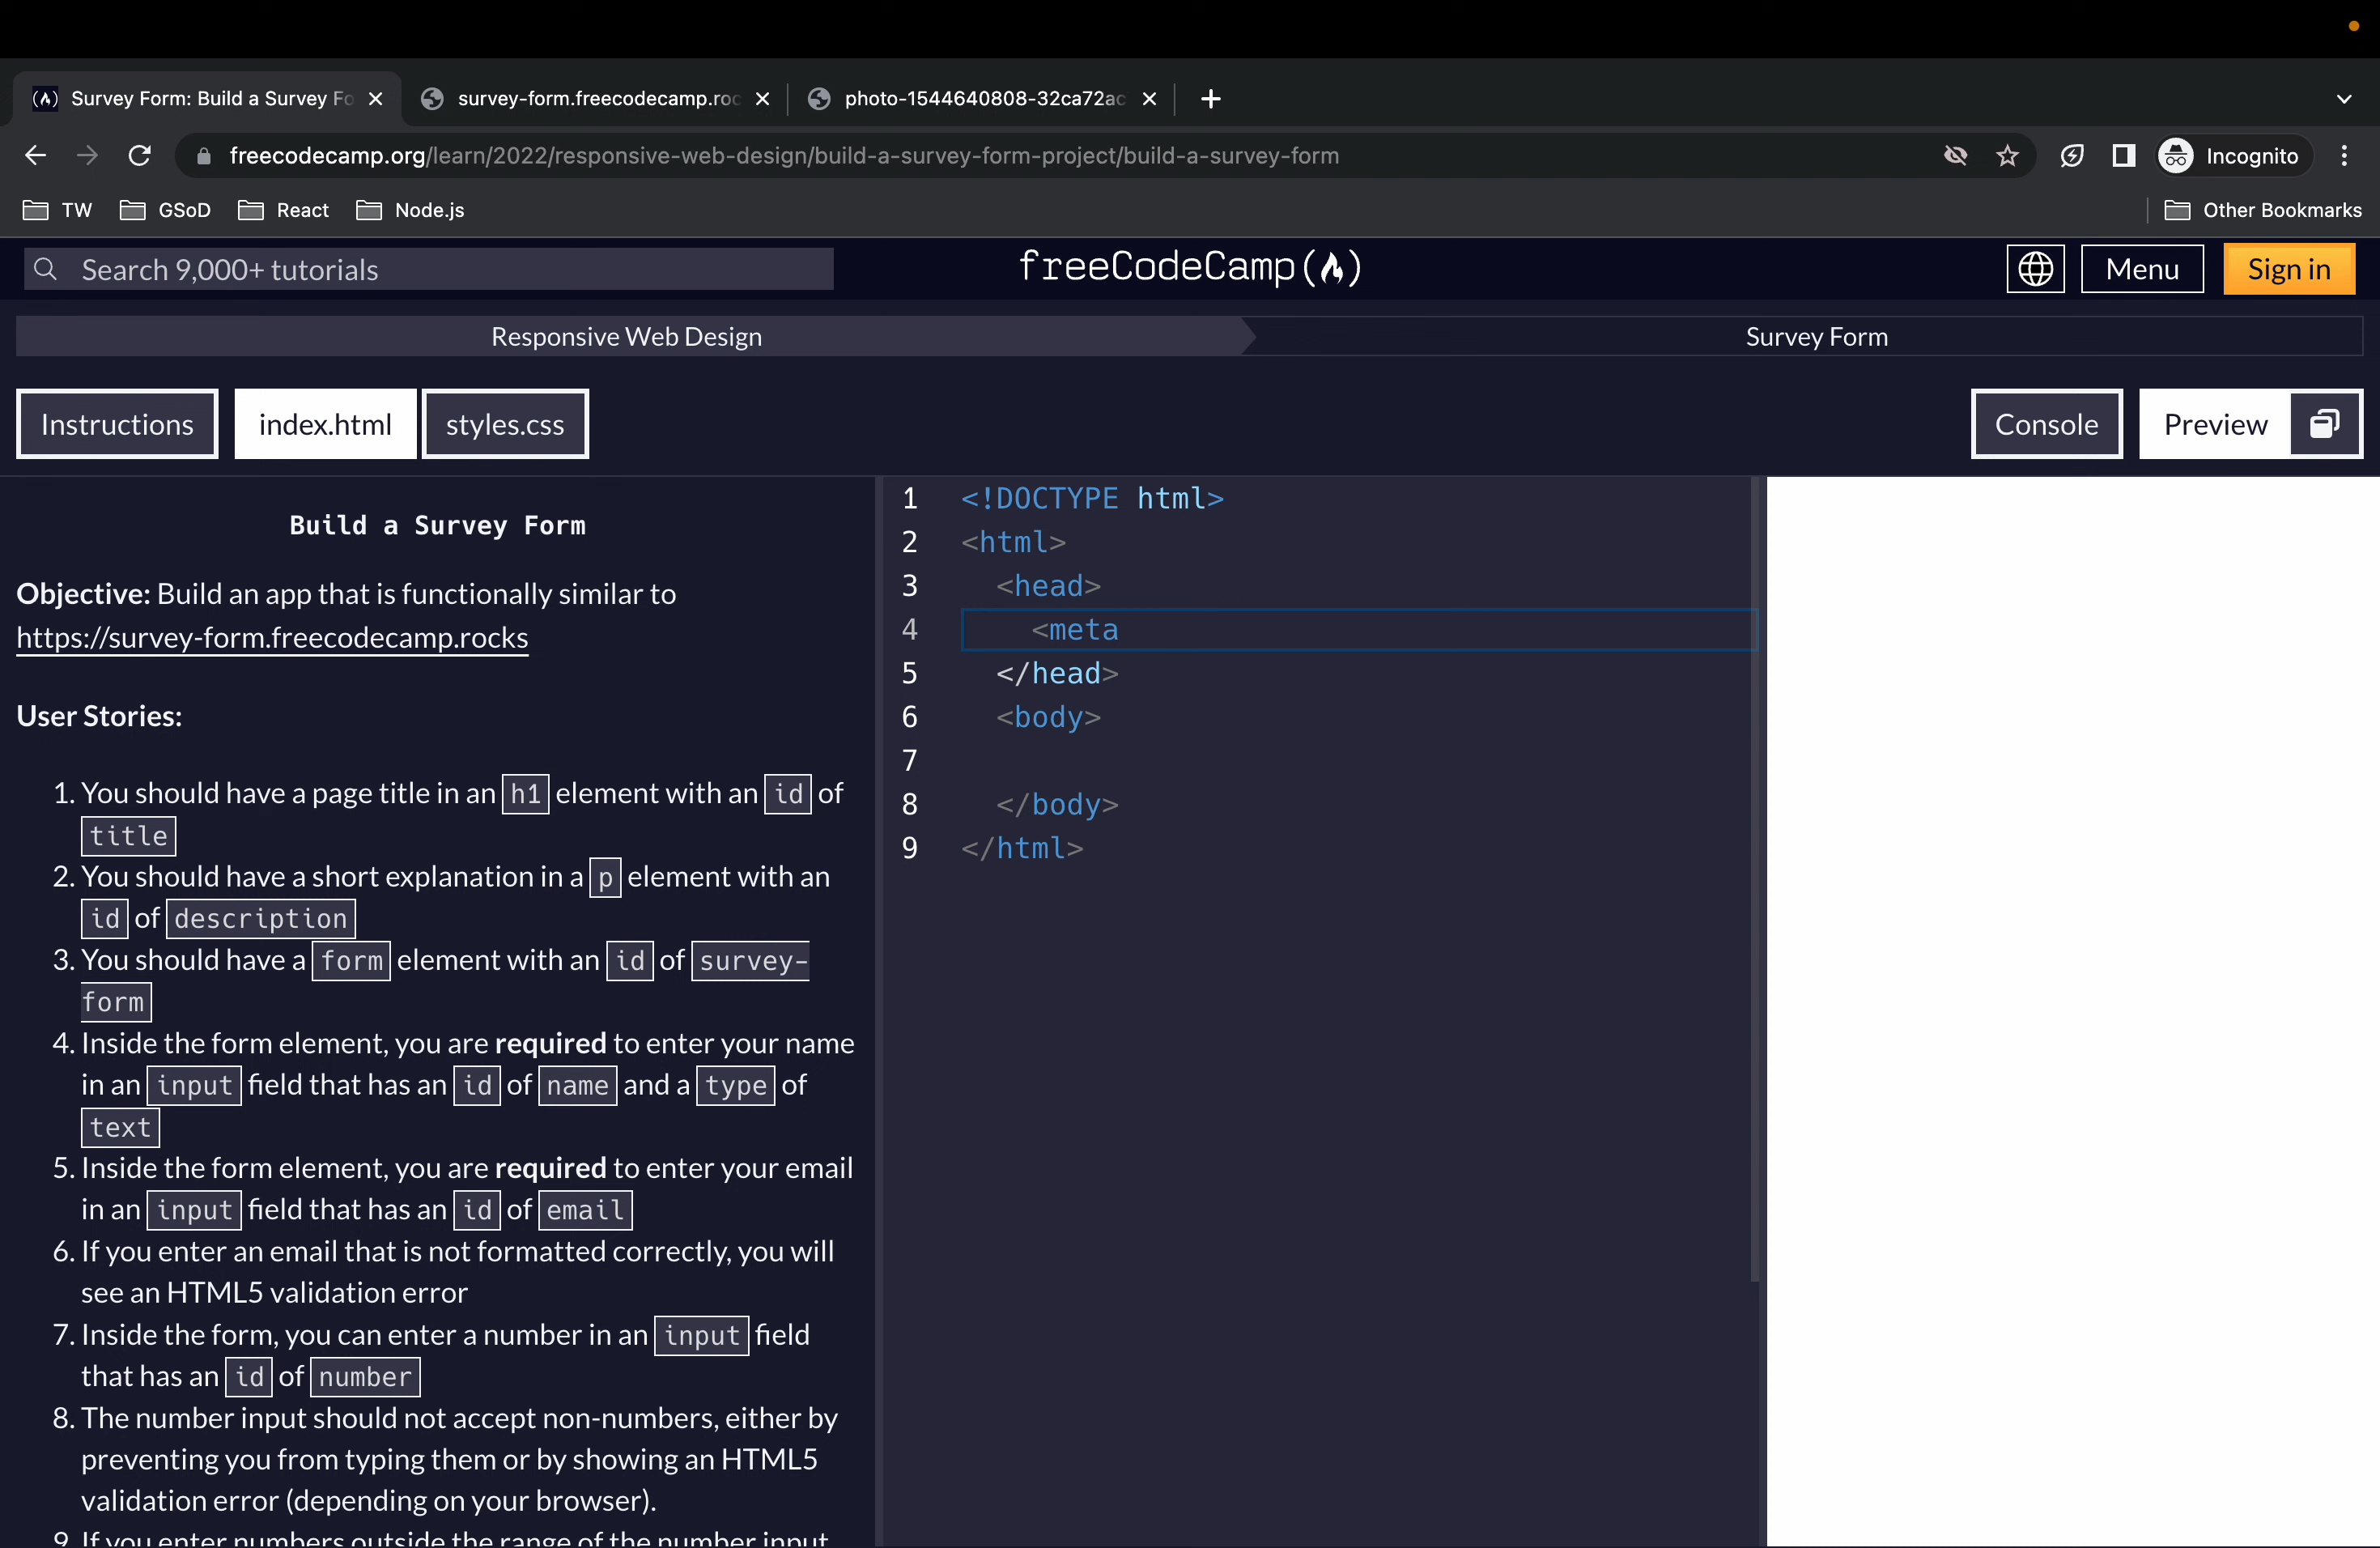 Survey Form: Build a Survey Fo
survey-form.freecodecamp.roc
photo-1544640808-32ca72ac
freecodecamp.org/learn/2022/responsive-web-design/build-a-survey-form-project/build-a-survey-form
Incognito
TW
GSoD
React
Node.js
Other Bookmarks
Search 9,000+ tutorials
freeCodeCamp
Menu
Sign in
Responsive Web Design
Survey Form
Instructions
index.html
styles.css
Console
Preview
Build a Survey Form
Objective: Build an app that is functionally similar to
https://survey-form.freecodecamp.rocks
User Stories:
1. You should have a page title in an h1 element with an id of
title
2. You should have a short explanation in a p element with an
id of description
3. You should have a form element with an id of survey-
form
4. Inside the form element, you are required to enter your name
in an input field that has an id of name and a type of
text
5. Inside the form element, you are required to enter your email
in an input field that has an id of email
6. If you enter an email that is not formatted correctly, you will
see an HTML5 validation error
7. Inside the form, you can enter a number in an input field
that has an id of number
8. The number input should not accept non-numbers, either by
preventing you from typing them or by showing an HTML5
validation error (depending on your browser).
9. If you enter numbers outside the range of the number input,
1 <!DOCTYPE html>
2 <html>
3 <head>
4 <meta
5 </head>
6 <body>
7
8 </body>
9 </html>